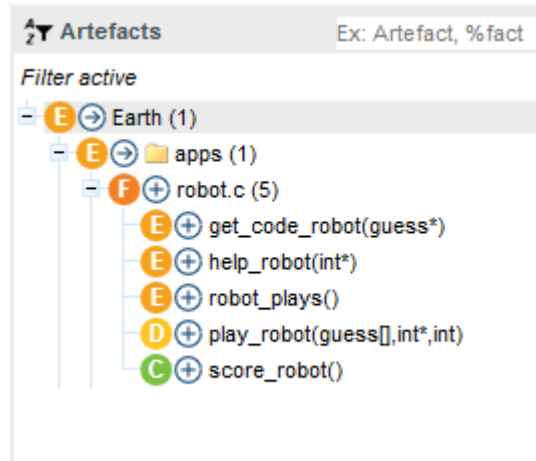 A Z Artefacts Ex: Artefact, %fact
Filter active
E Earth (1)
E apps (1)
F robot.c (5)
E get_code_robot(guess*)
E help_robot(int*)
E robot_plays()
D play_robot(guess[],int*,int)
C score_robot()